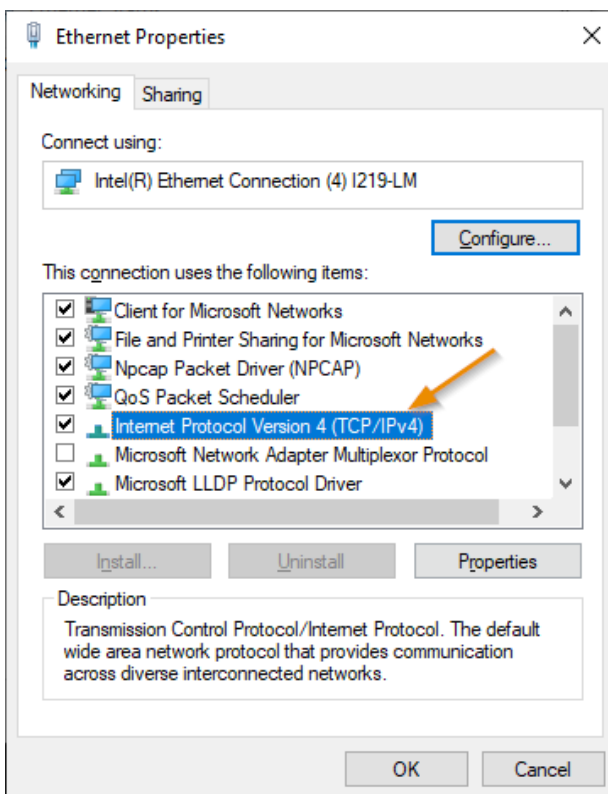 Ethernet Properties
Networking Sharing
Connect using:
Intel(R) Ethernet Connection (4) I219-LM
Configure...
This connection uses the following items:
Client for Microsoft Networks
File and Printer Sharing for Microsoft Networks
Npcap Packet Driver (NPCAP)
QoS Packet Scheduler
Internet Protocol Version 4 (TCP/IPv4)
Microsoft Network Adapter Multiplexor Protocol
Microsoft LLDP Protocol Driver
Install... Uninstall Properties
Description
Transmission Control Protocol/Internet Protocol. The default
wide area network protocol that provides communication
across diverse interconnected networks.
OK Cancel